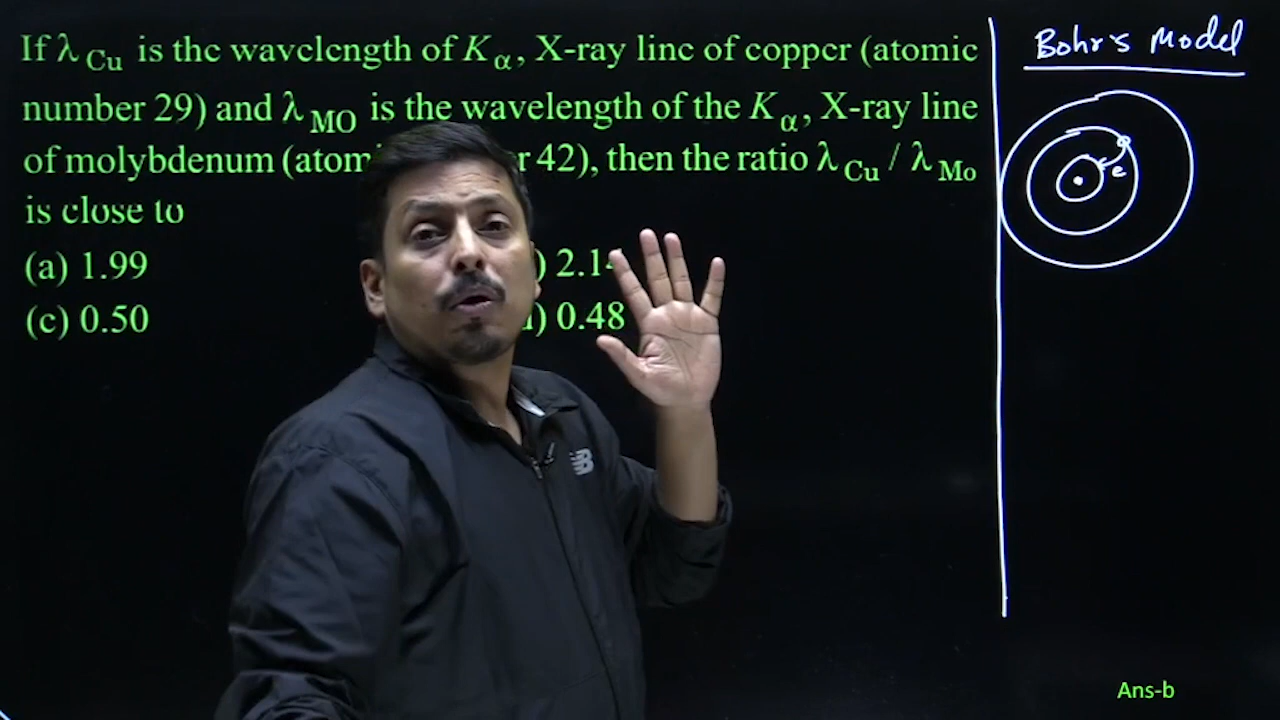 If λ Cu is the wavelength of Kα, X-ray line of copper (atomic
number 29) and λ MO is the wavelength of the Kα, X-ray line
of molybdenum r 42), then the ratio λ Cu / λ Mo
is close to
(a) 1.99 ) 2.14
(c) 0.50 d) 0.48
Bohr's Model
e
Ans-b